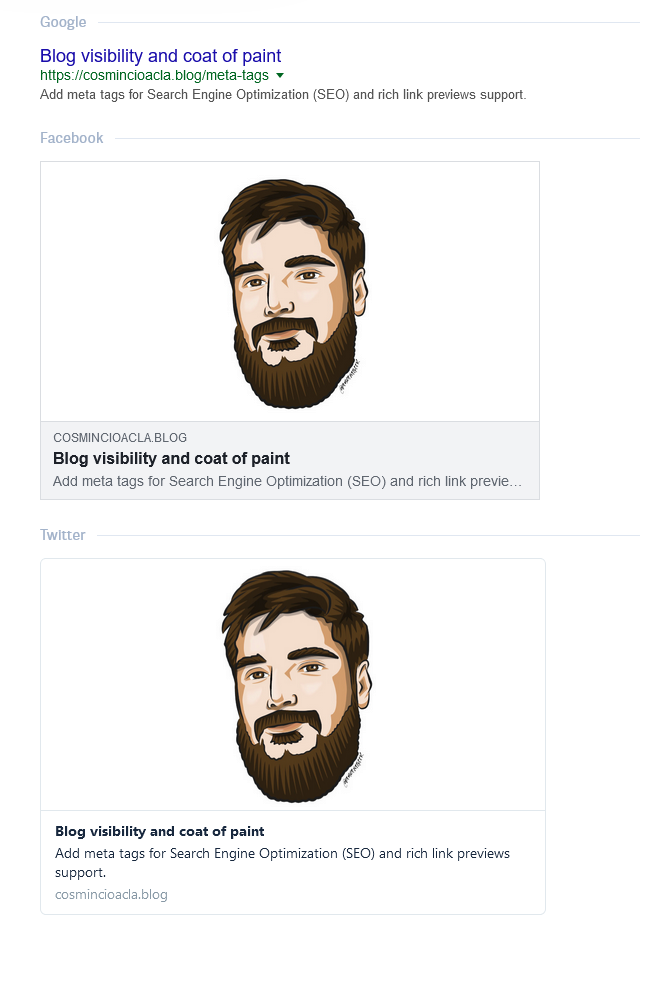 Google
Blog visibility and coat of paint
https://cosmincioacla.blog/meta-tags
Add meta tags for Search Engine Optimization (SEO) and rich link previews support.
Facebook
COSMINCIOACLA.BLOG
Blog visibility and coat of paint
Add meta tags for Search Engine Optimization (SEO) and rich link previe...
Twitter
Blog visibility and coat of paint
Add meta tags for Search Engine Optimization (SEO) and rich link previews
support.
cosmincioacla.blog